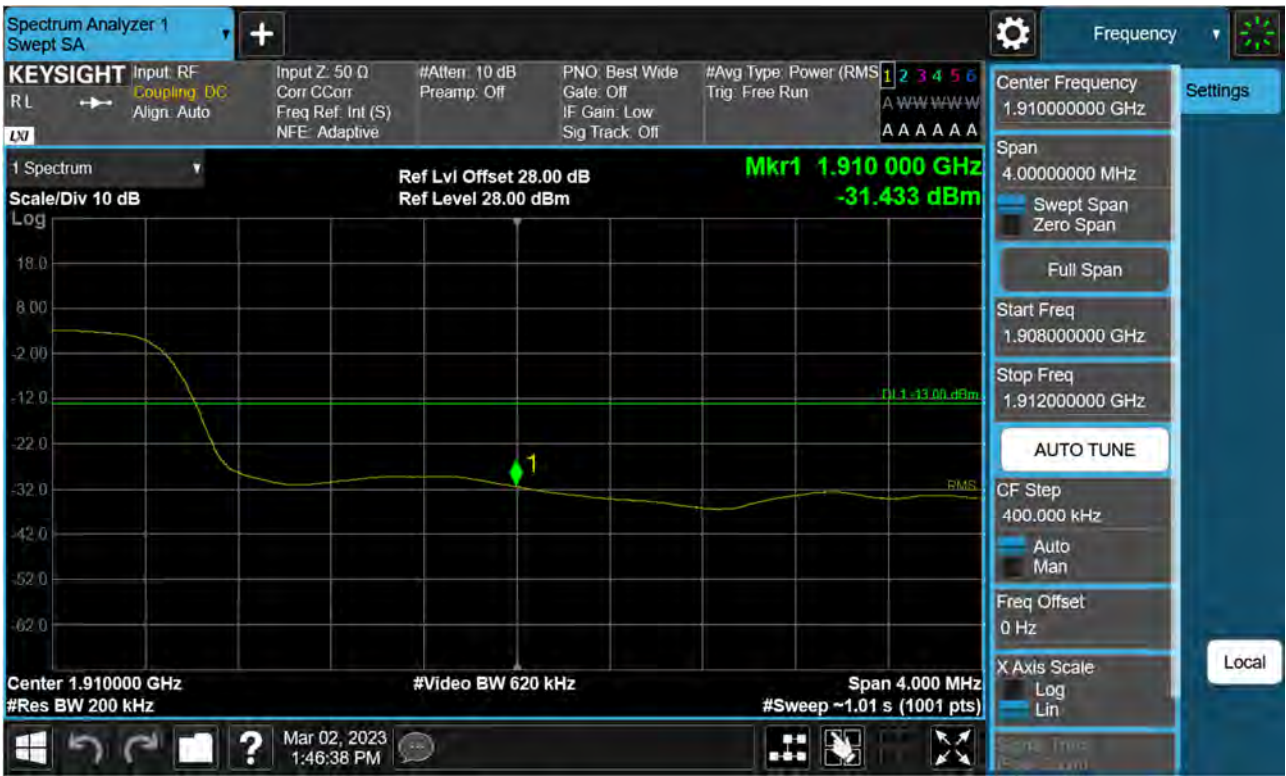 Spectrum Analyzer 1
Swept SA
+
Frequency
KEYSIGHT
R L
LXI
Input: RF
Coupling: DC
Align: Auto
Input Z: 50 Ω
Corr CCorr
Freq Ref: Int (S)
NFE: Adaptive
#Atten: 10 dB
Preamp: Off
PNO: Best Wide
Gate: Off
IF Gain: Low
Sig Track: Off
#Avg Type: Power (RMS
Trig: Free Run
1 2 3 4 5 6
A W W W W W
A A A A A A
1 Spectrum
Scale/Div 10 dB
Log
Ref Lvl Offset 28.00 dB
Ref Level 28.00 dBm
Mkr1 1.910 000 GHz
-31.433 dBm
18.0
8.00
-2.00
-12.0
-22.0
-32.0
-42.0
-52.0
-62.0
DL1 -13.00 dBm
1
RMS
Center 1.910000 GHz
#Res BW 200 kHz
#Video BW 620 kHz
Span 4.000 MHz
#Sweep ~1.01 s (1001 pts)
Center Frequency
1.910000000 GHz
Settings
Span
4.00000000 MHz
Swept Span
Zero Span
Full Span
Start Freq
1.908000000 GHz
Stop Freq
1.912000000 GHz
AUTO TUNE
CF Step
400.000 kHz
Auto
Man
Freq Offset
0 Hz
X Axis Scale
Log
Lin
Local
?
Mar 02, 2023
1:46:38 PM